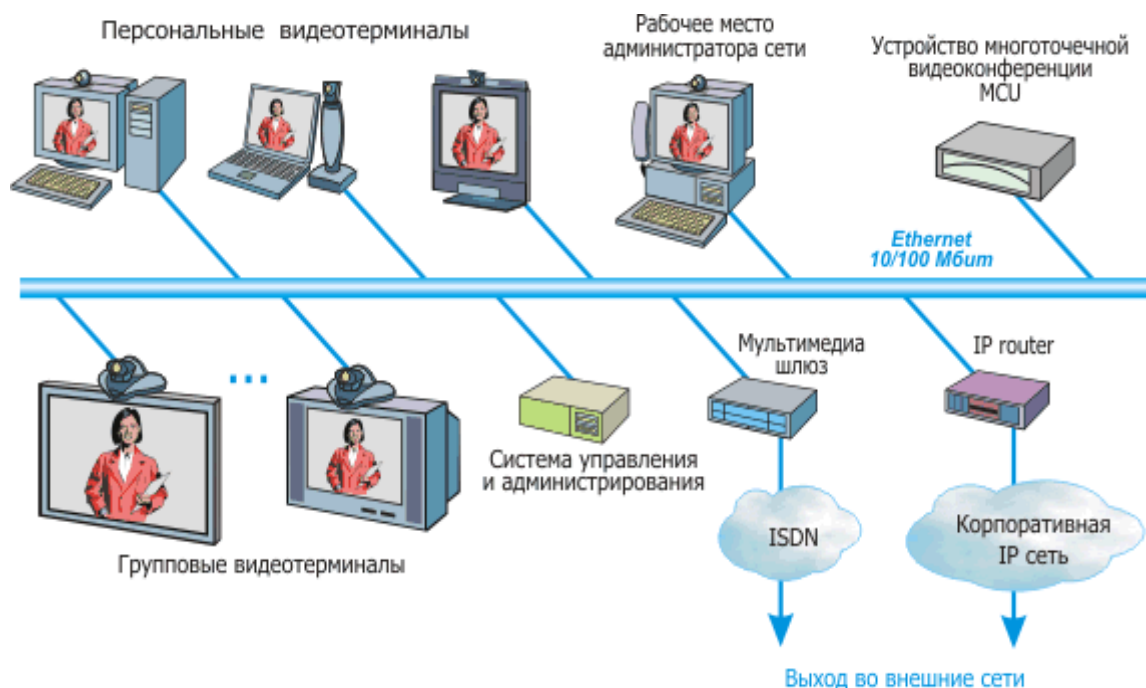 Персональные видеотерминалы
Рабочее место
администратора сети
Устройство многоточечной
видеоконференции
MCU
Ethernet
10/100 Мбит
Мультимедиа
шлюз
IP router
Система управления
и администрирования
ISDN
Корпоративная
IP сеть
Групповые видеотерминалы
Выход во внешние сети